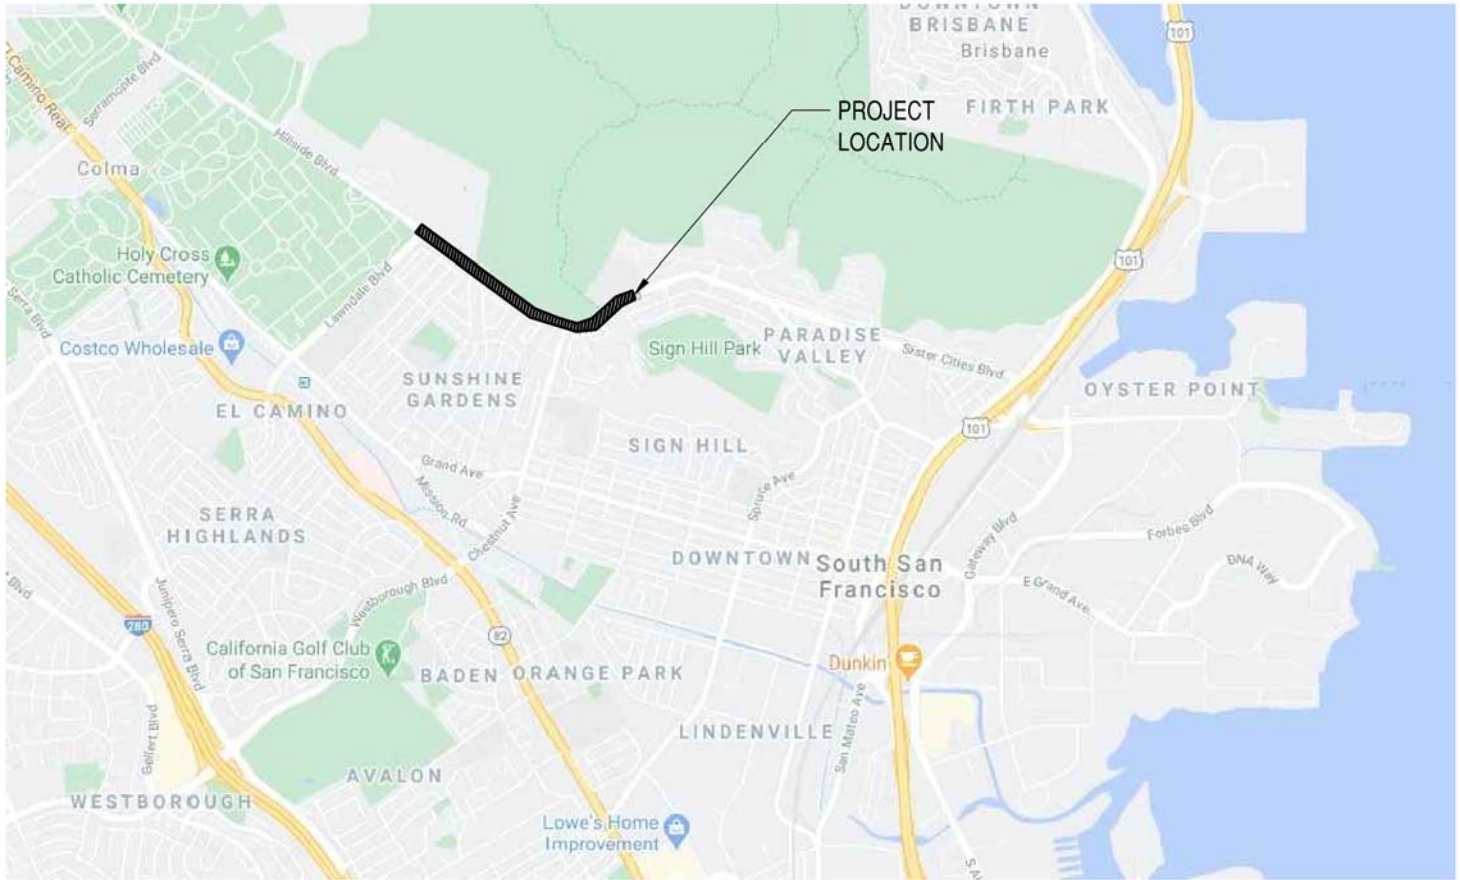 DOWNTOWN
BRISBANE
Brisbane
101
El Camino Real
Serramonte Blvd
PROJECT
LOCATION
FIRTH PARK
Hillside Blvd
Colma
Holy Cross
Catholic Cemetery
101
Lawndale Blvd
Serra Blvd
Costco Wholesale
Sign Hill Park
PARADISE
VALLEY
Sister Cities Blvd
SUNSHINE
GARDENS
OYSTER POINT
EL CAMINO
101
SIGN HILL
Grand Ave
Mission Rd
Spruce Ave
SERRA
HIGHLANDS
Chestnut Ave
Forbes Blvd
Gateway Blvd
DOWNTOWN
South San
Francisco
DNA Way
E Grand Ave
Westborough Blvd
Junipero Serra Blvd
280
82
California Golf Club
of San Francisco
Dunkin'
BADEN
ORANGE PARK
Gellert Blvd
LINDENVILLE
San Mateo Ave
AVALON
WESTBOROUGH
Lowe's Home
Improvement